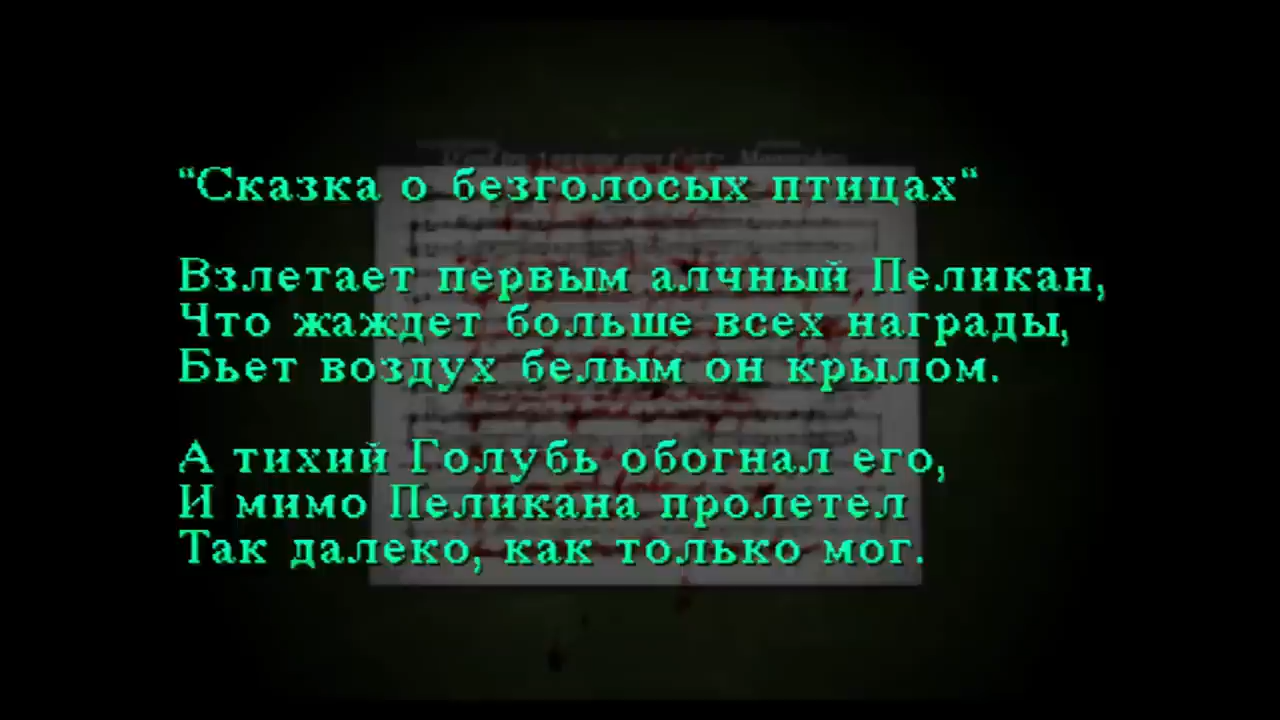 "Сказка о безголосых птицах"
Взлетает первым алчный Пеликан,
Что жаждет больше всех награды,
Бьет воздух белым он крылом.
А тихий Голубь обогнал его,
И мимо Пеликана пролетел
Так далеко, как только мог.